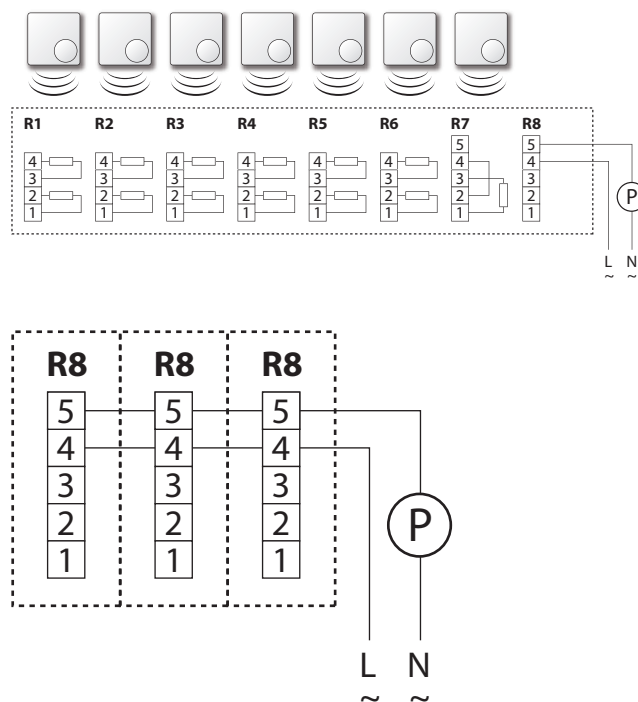 R1 R2 R3 R4 R5 R6 R7 R8
5 5
4 4 4 4 4 4 4 4
3 3 3 3 3 3 3 3
2 2 2 2 2 2 2 2
1 1 1 1 1 1 1 1
P
L N
~ ~
R8 R8 R8
5 5 5
4 4 4
3 3 3
2 2 2
1 1 1
P
L N
~ ~